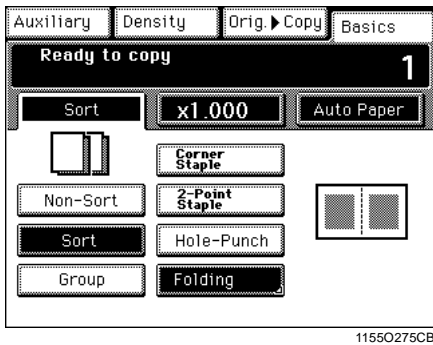 Auxiliary Density Orig.▶Copy Basics
Ready to copy
1
Sort x1.000 Auto Paper
Corner
Staple
Non-Sort 2-Point
Staple
Sort Hole-Punch
Group Folding
1155O275CB